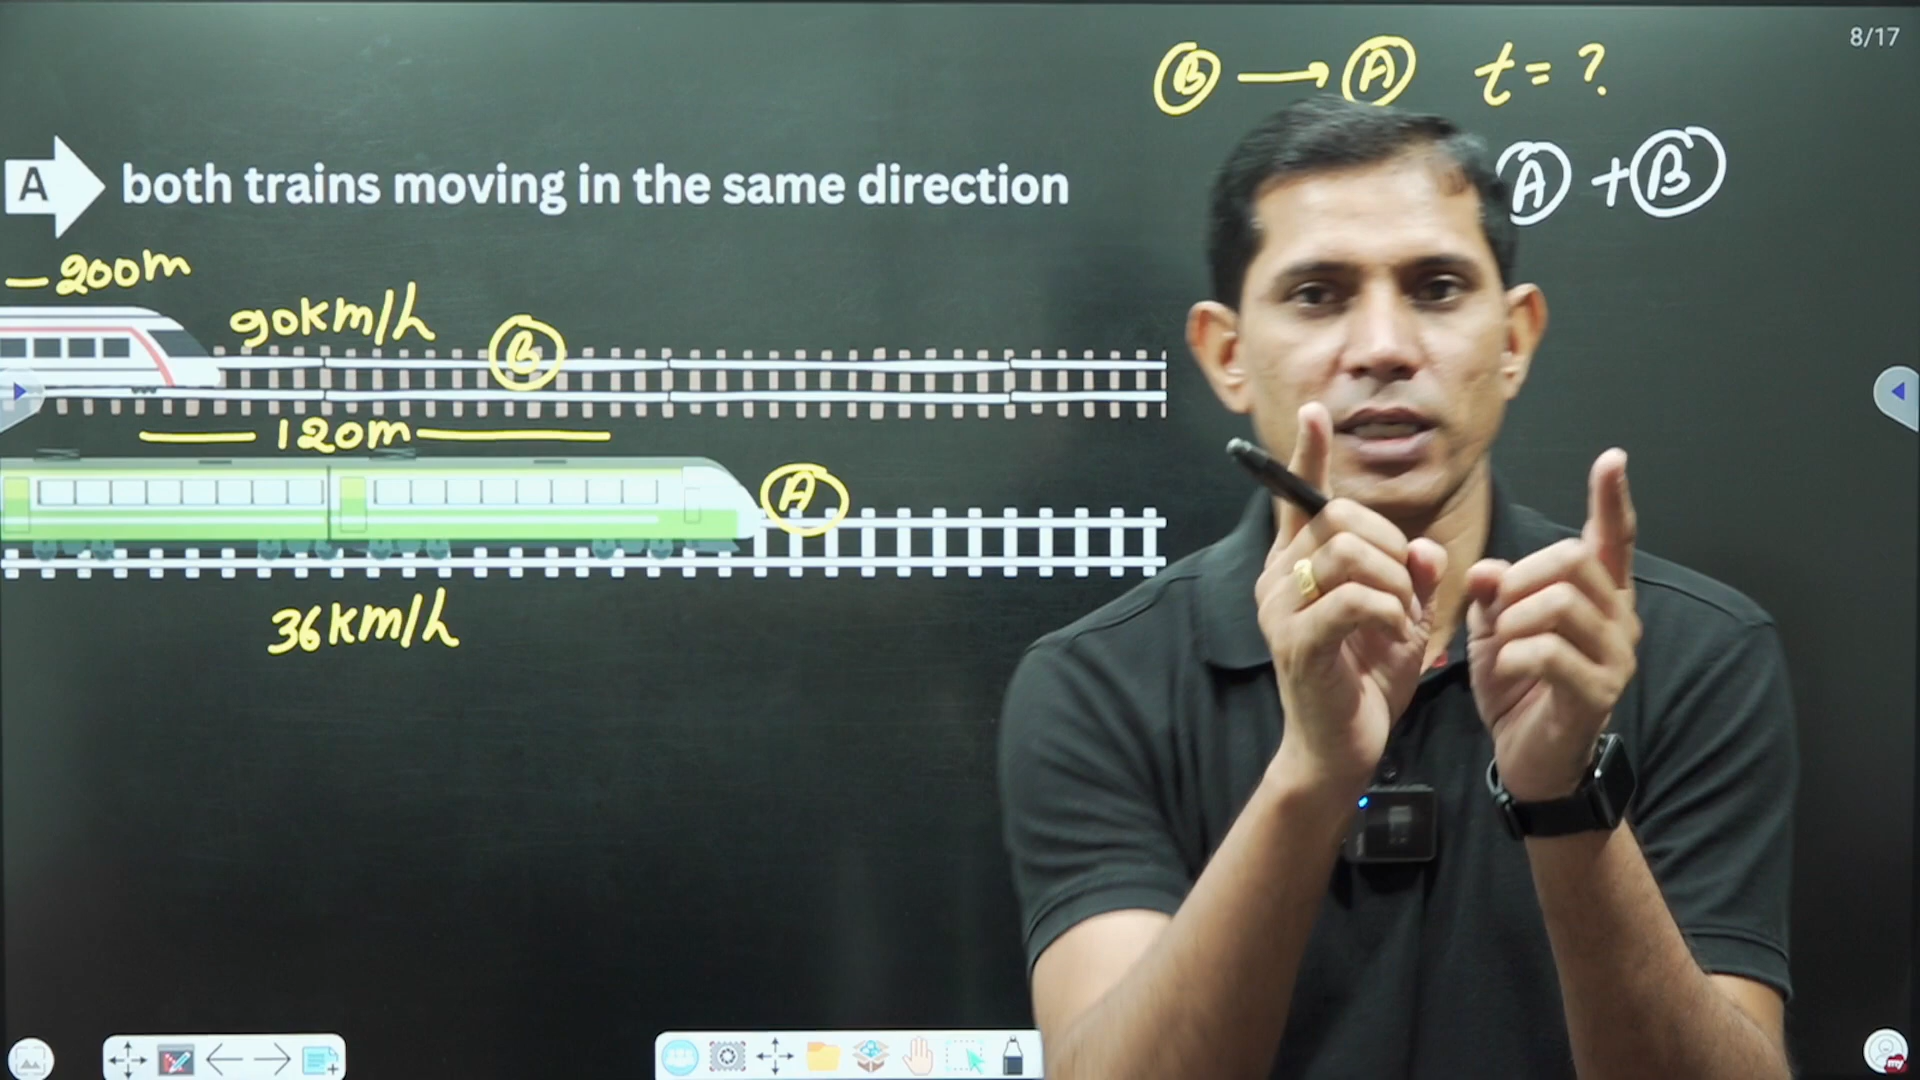 8/17
B → A t = ?
A + B
A both trains moving in the same direction
— 200m
90km/h
B
— 120m —
A
36km/h